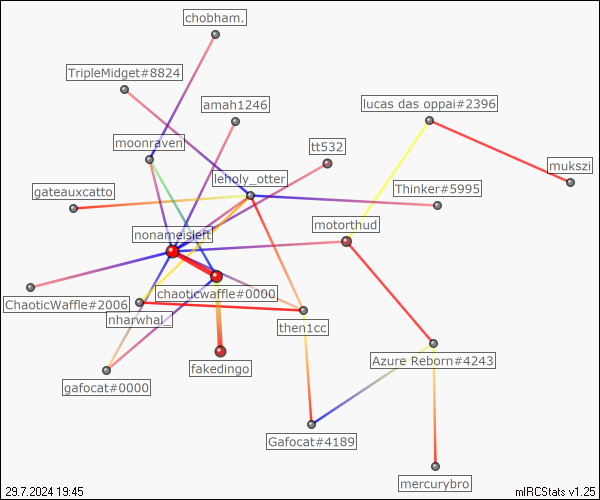 chobham.
TripleMidget#8824
amah1246
lucas das oppai#2396
moonraven
tt532
mukszi
leholy_otter
gateauxcatto
Thinker#5995
motorthud
nonameisleft
chaoticwaffle#0000
ChaoticWaffle#2006
nharwhal_
then1cc
Azure Reborn#4243
fakedingo
gafocat#0000
Gafocat#4189
mercurybro
29.7.2024 19:45
mIRCStats v1.25